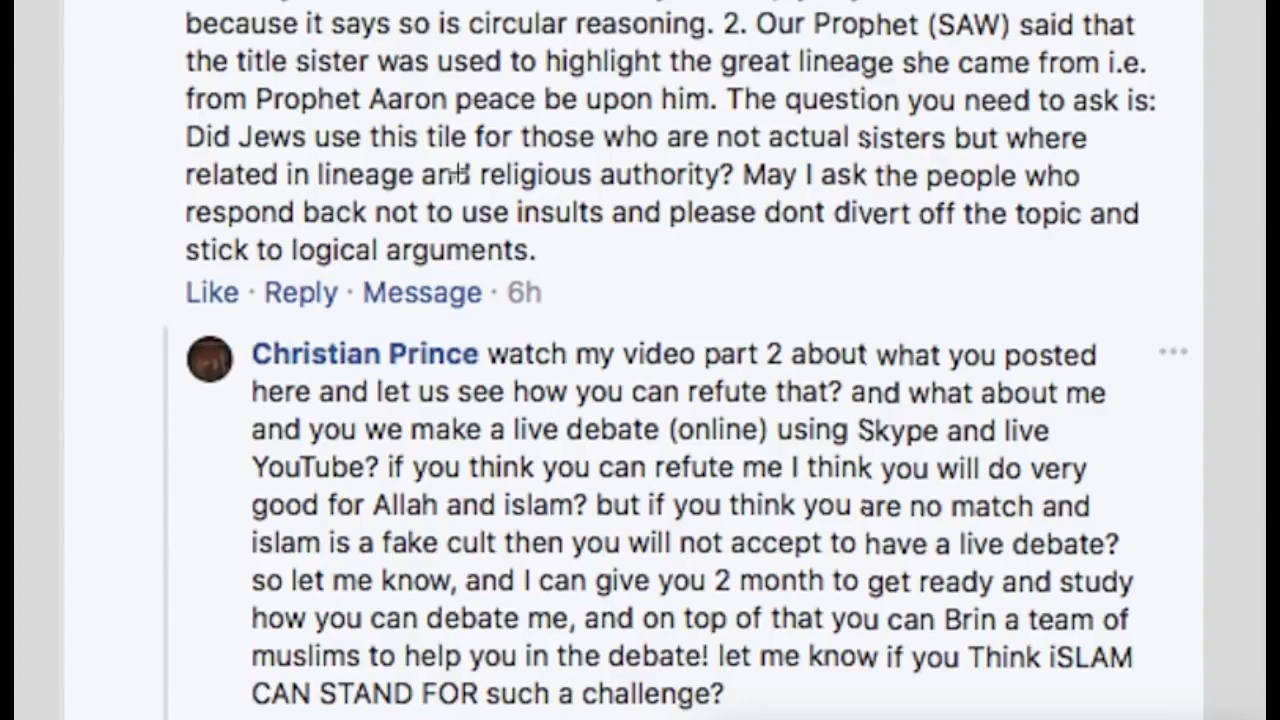 because it says so is circular reasoning. 2. Our Prophet (SAW) said that
the title sister was used to highlight the great lineage she came from i.e.
from Prophet Aaron peace be upon him. The question you need to ask is:
Did Jews use this tile for those who are not actual sisters but where
related in lineage and religious authority? May I ask the people who
respond back not to use insults and please dont divert off the topic and
stick to logical arguments.
Like · Reply · Message · 6h
Christian Prince watch my video part 2 about what you posted
here and let us see how you can refute that? and what about me
and you we make a live debate (online) using Skype and live
YouTube? if you think you can refute me I think you will do very
good for Allah and islam? but if you think you are no match and
islam is a fake cult then you will not accept to have a live debate?
so let me know, and I can give you 2 month to get ready and study
how you can debate me, and on top of that you can Brin a team of
muslims to help you in the debate! let me know if you Think iSLAM
CAN STAND FOR such a challenge?